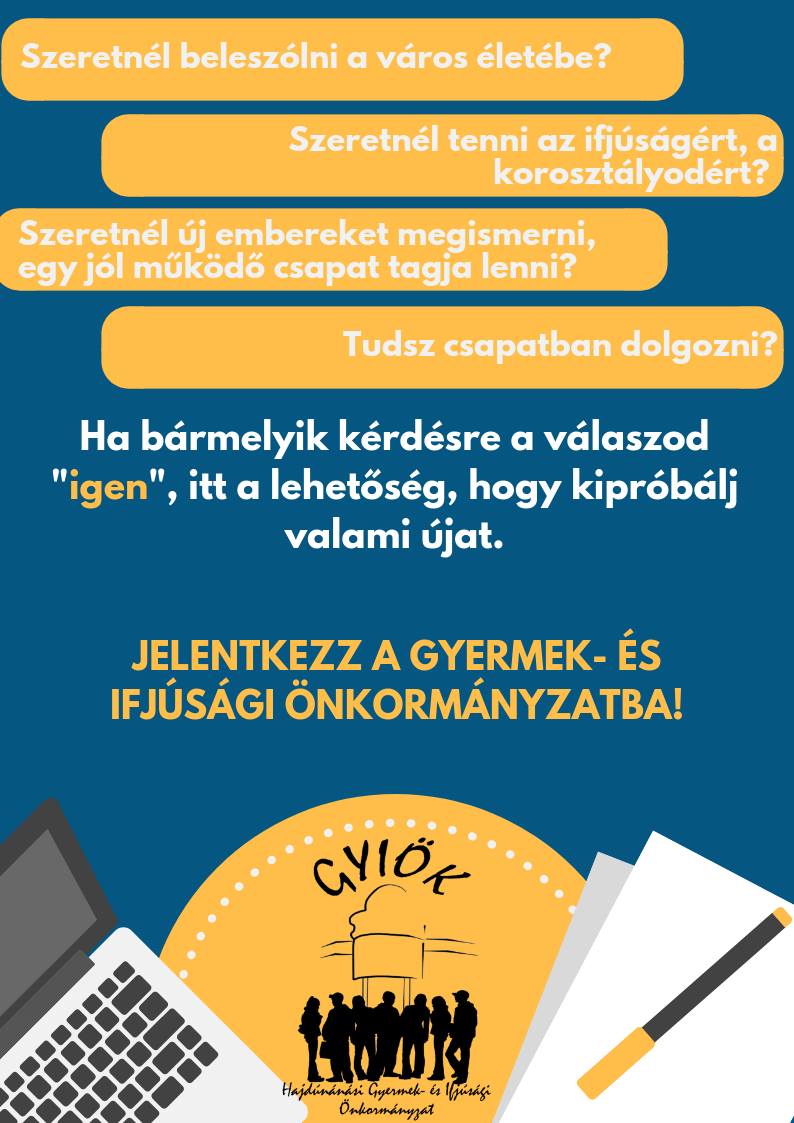 Szeretnél beleszólni a város életébe?
Szeretnél tenni az ifjúságért, a
korosztályodért?
Szeretnél új embereket megismerni,
egy jól működő csapat tagja lenni?
Tudsz csapatban dolgozni?
Ha bármelyik kérdésre a válaszod
"igen", itt a lehetőség, hogy kipróbálj
valami újat.
JELENTKEZZ A GYERMEK- ÉS
IFJÚSÁGI ÖNKORMÁNYZATBA!
GYIÖK
Hajdúnánási Gyermek- és Ifjúsági
Önkormányzat